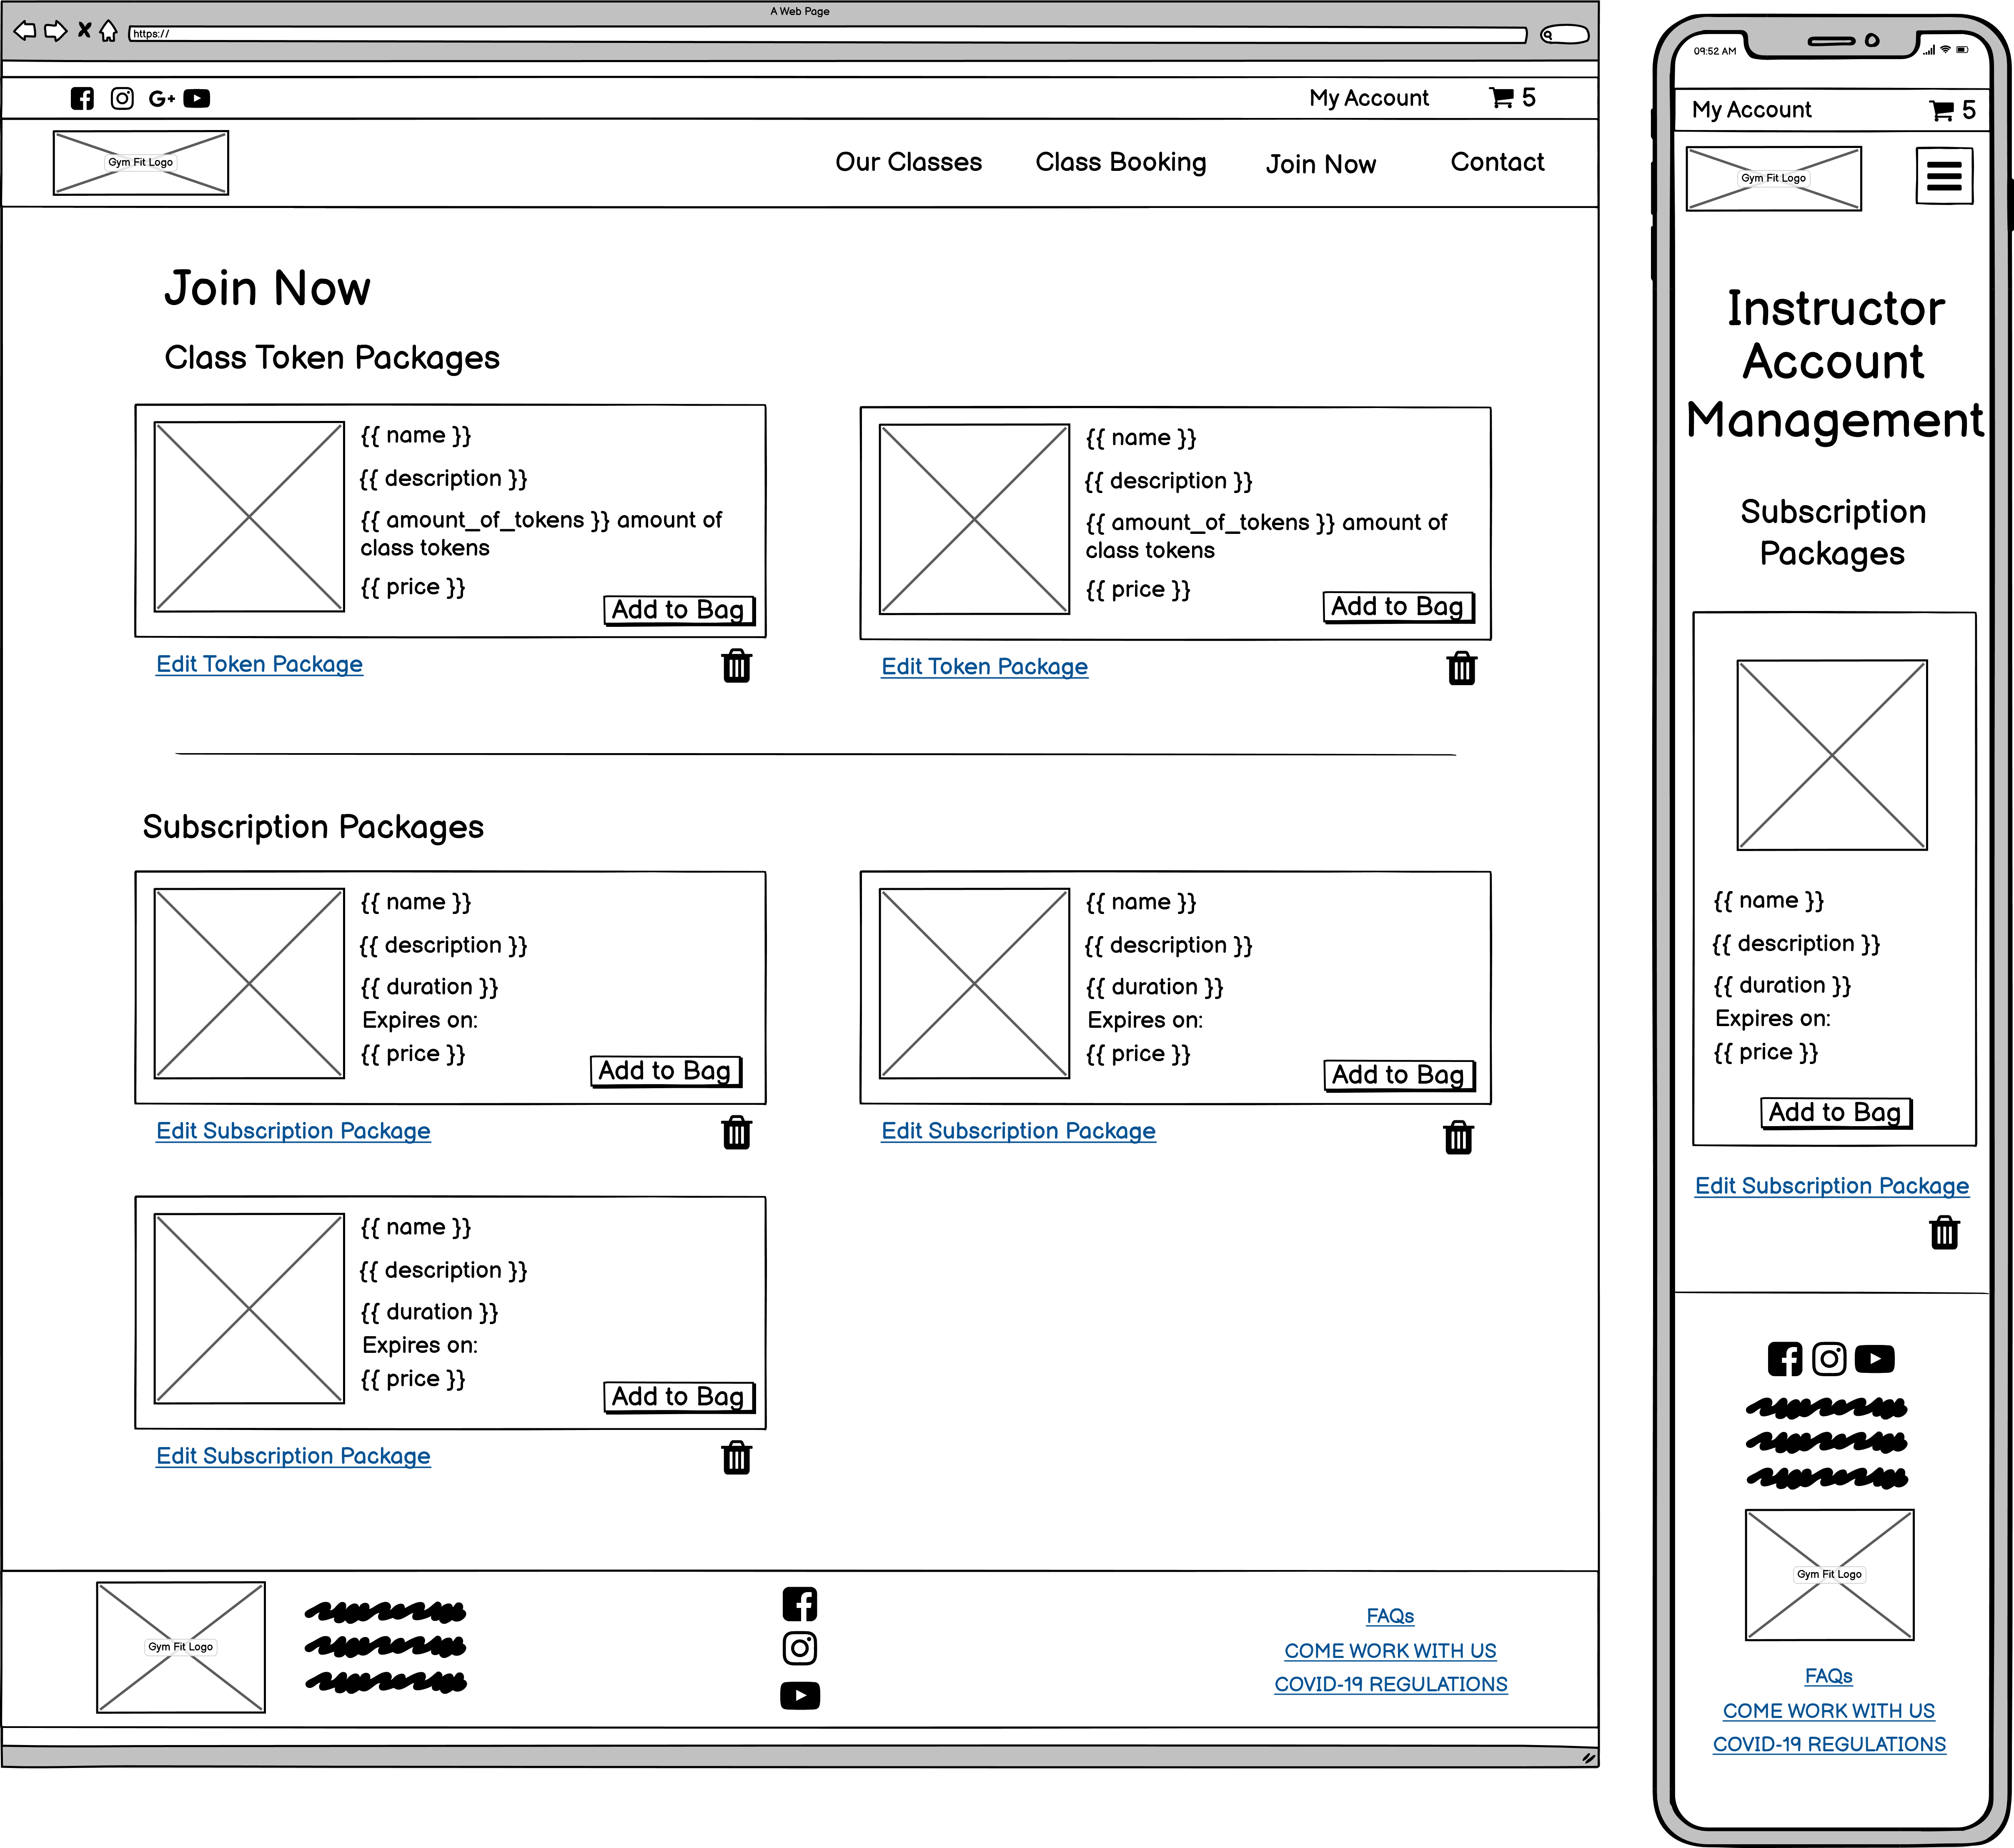 A Web Page
https://
My Account 5
Gym Fit Logo
Our Classes Class Booking Join Now Contact
Join Now
Class Token Packages
{{ name }}
{{ description }}
{{ amount_of_tokens }} amount of
class tokens
{{ price }}
Add to Bag
Edit Token Package
{{ name }}
{{ description }}
{{ amount_of_tokens }} amount of
class tokens
{{ price }}
Add to Bag
Edit Token Package
Subscription Packages
{{ name }}
{{ description }}
{{ duration }}
Expires on:
{{ price }}
Add to Bag
Edit Subscription Package
{{ name }}
{{ description }}
{{ duration }}
Expires on:
{{ price }}
Add to Bag
Edit Subscription Package
{{ name }}
{{ description }}
{{ duration }}
Expires on:
{{ price }}
Add to Bag
Edit Subscription Package
Gym Fit Logo
FAQs
COME WORK WITH US
COVID-19 REGULATIONS
09:52 AM
My Account 5
Gym Fit Logo
Instructor
Account
Management
Subscription
Packages
{{ name }}
{{ description }}
{{ duration }}
Expires on:
{{ price }}
Add to Bag
Edit Subscription Package
Gym Fit Logo
FAQs
COME WORK WITH US
COVID-19 REGULATIONS